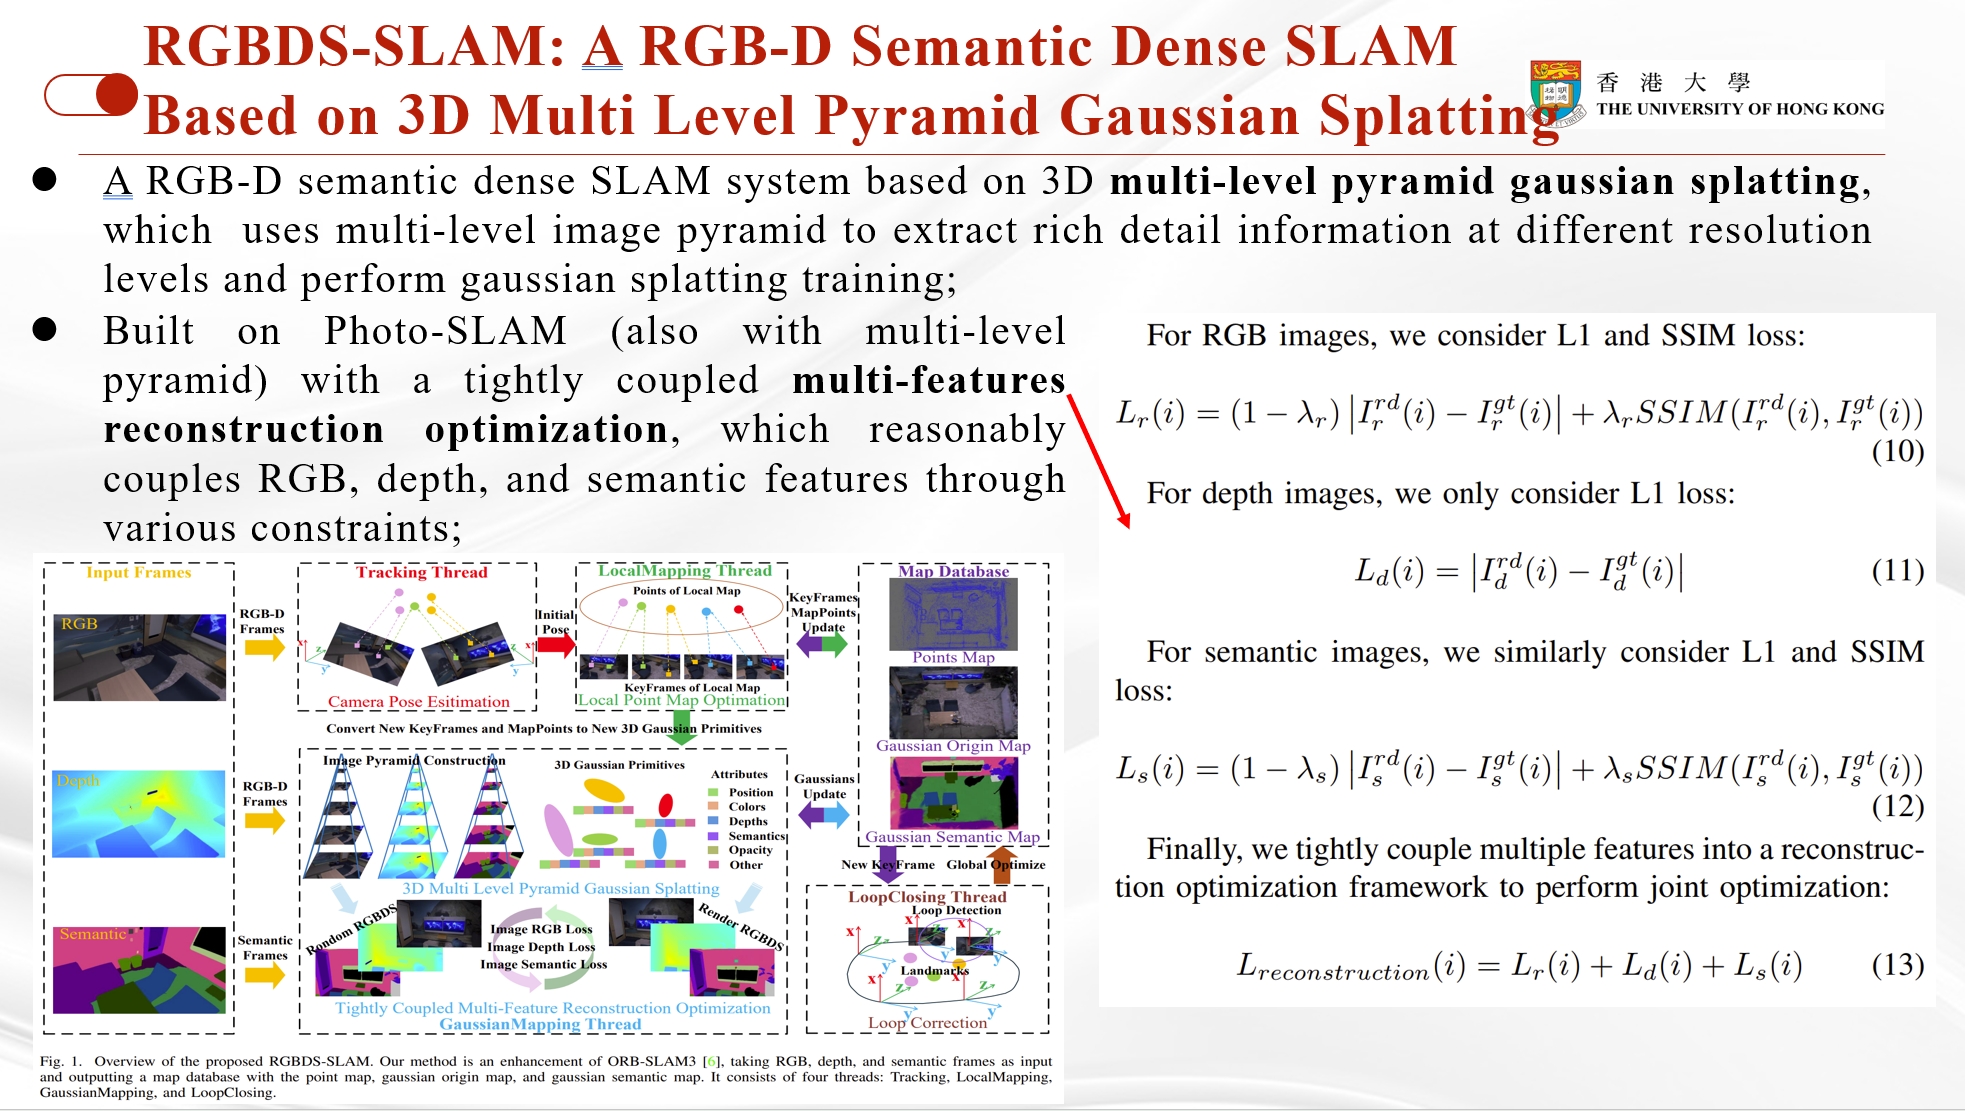 RGBDS-SLAM: A RGB-D Semantic Dense SLAM
Based on 3D Multi Level Pyramid Gaussian Splatting
香港大學
THE UNIVERSITY OF HONG KONG
● A RGB-D semantic dense SLAM system based on 3D multi-level pyramid gaussian splatting,
which uses multi-level image pyramid to extract rich detail information at different resolution
levels and perform gaussian splatting training;
● Built on Photo-SLAM (also with multi-level
pyramid) with a tightly coupled multi-features
reconstruction optimization, which reasonably
couples RGB, depth, and semantic features through
various constraints;
For RGB images, we consider L1 and SSIM loss:
L_r(i) = (1 − λ_r) |I_r^{rd}(i) − I_r^{gt}(i)| + λ_r SSIM(I_r^{rd}(i), I_r^{gt}(i))
(10)
For depth images, we only consider L1 loss:
L_d(i) = |I_d^{rd}(i) − I_d^{gt}(i)| (11)
For semantic images, we similarly consider L1 and SSIM
loss:
L_s(i) = (1 − λ_s) |I_s^{rd}(i) − I_s^{gt}(i)| + λ_s SSIM(I_s^{rd}(i), I_s^{gt}(i))
(12)
Finally, we tightly couple multiple features into a reconstruc-
tion optimization framework to perform joint optimization:
L_{reconstruction}(i) = L_r(i) + L_d(i) + L_s(i) (13)
Input Frames
RGB
Depth
Semantic
RGB-D
Frames
RGB-D
Frames
Semantic
Frames
Tracking Thread
x
z
y
z
x
y
Camera Pose Esitimation
Initial
Pose
LocalMapping Thread
Points of Local Map
KeyFrames of Local Map
Local Point Map Optimation
KeyFrames
MapPoints
Update
Map Database
Points Map
Gaussian Origin Map
Gaussian Semantic Map
Convert New KeyFrames and MapPoints to New 3D Gaussian Primitives
Image Pyramid Construction
3D Gaussian Primitives
Attributes
Position
Colors
Depths
Semantics
Opacity
Other
3D Multi Level Pyramid Gaussian Splatting
Rondom RGBDS
Image RGB Loss
Image Depth Loss
Image Semantic Loss
Render RGBDS
Tightly Coupled Multi-Feature Reconstruction Optimization
GaussianMapping Thread
Gaussians
Update
New KeyFrame
Global Optimize
LoopClosing Thread
Loop Detection
x
z
y
x
z
y
x
z
y
Landmarks
x
z
y
Loop Correction
Fig. 1. Overview of the proposed RGBDS-SLAM. Our method is an enhancement of ORB-SLAM3 [6], taking RGB, depth, and semantic frames as input
and outputting a map database with the point map, gaussian origin map, and gaussian semantic map. It consists of four threads: Tracking, LocalMapping,
GaussianMapping, and LoopClosing.